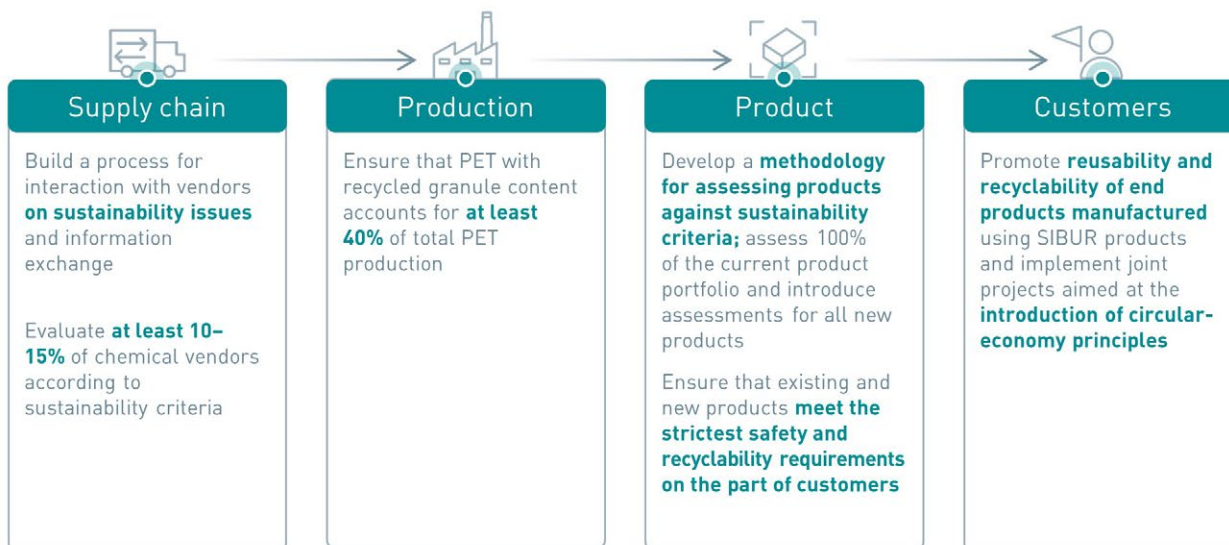 Supply chain
Build a process for
interaction with vendors
on sustainability issues
and information
exchange
Evaluate at least 10–
15% of chemical vendors
according to
sustainability criteria
Production
Ensure that PET with
recycled granule content
accounts for at least
40% of total PET
production
Product
Develop a methodology
for assessing products
against sustainability
criteria; assess 100%
of the current product
portfolio and introduce
assessments for all new
products
Ensure that existing and
new products meet the
strictest safety and
recyclability requirements
on the part of customers
Customers
Promote reusability and
recyclability of end
products manufactured
using SIBUR products
and implement joint
projects aimed at the
introduction of circular-
economy principles